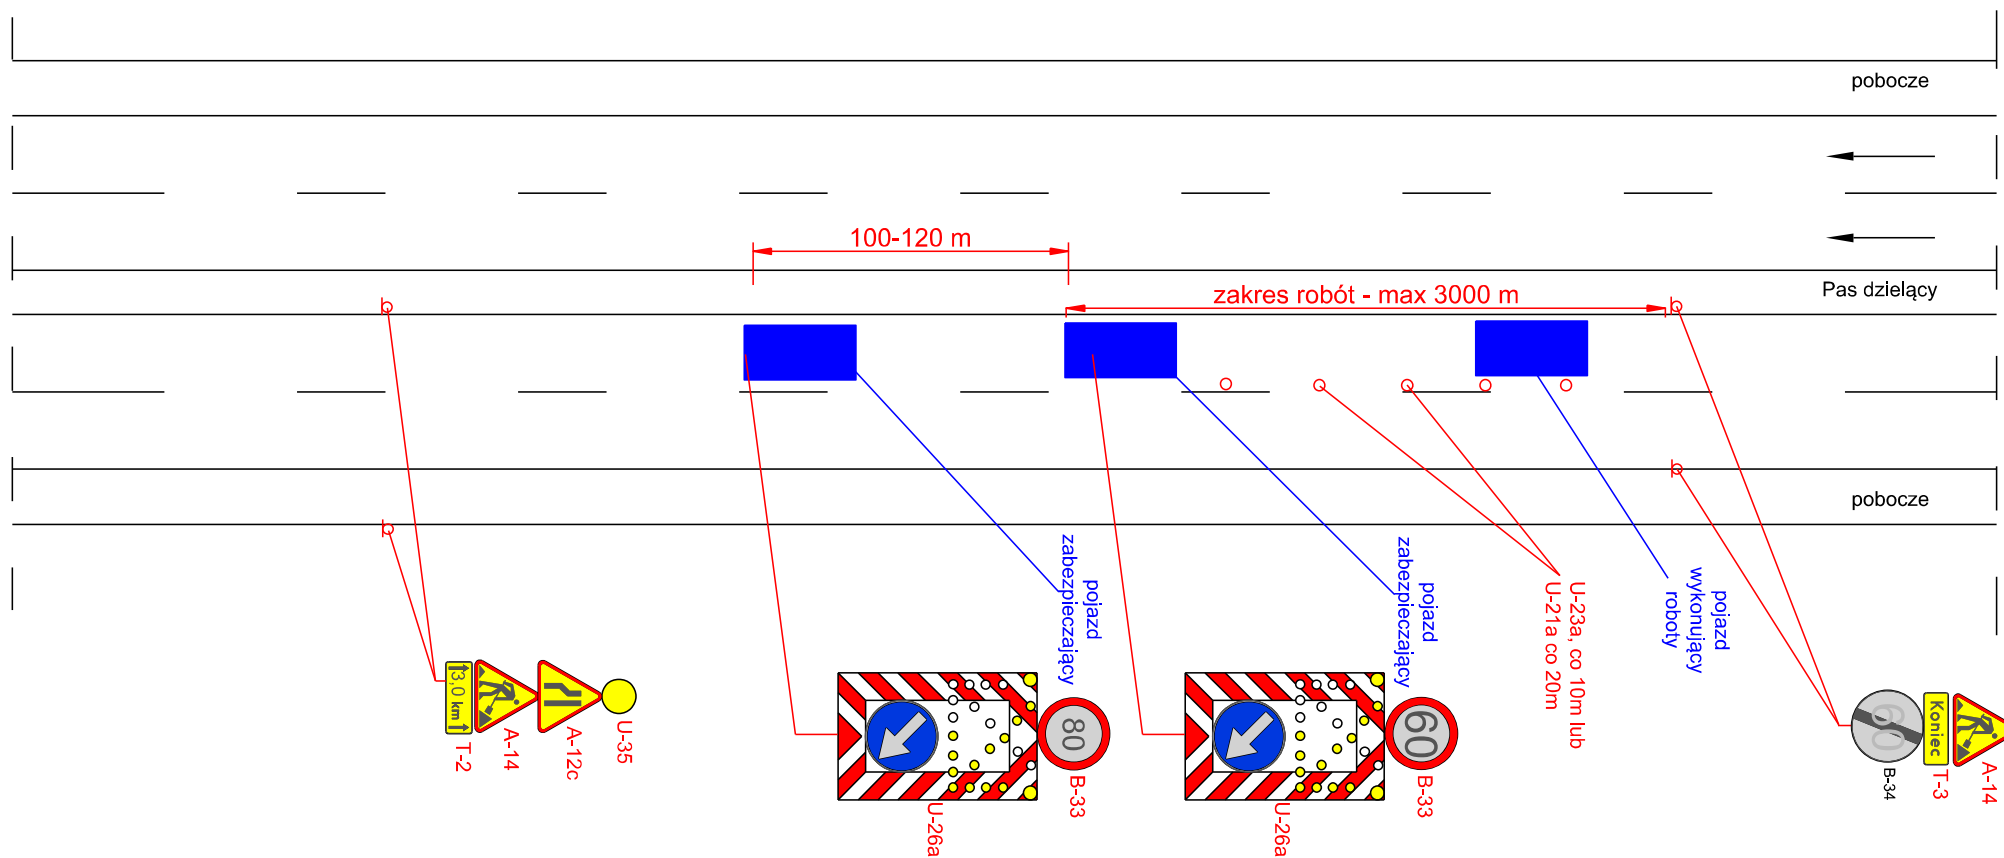 pobocze
100-120 m
zakres robót - max 3000 m
Pas dzielący
pobocze
pojazd
zabezpieczający
pojazd
zabezpieczający
U-23a, co 10m lub
U-21a co 20m
pojazd
wykonujący
roboty
3,0 km
T-2
A-14
A-12c
U-35
80
B-33
U-26a
60
B-33
U-26a
60
B-34
Koniec
T-3
A-14